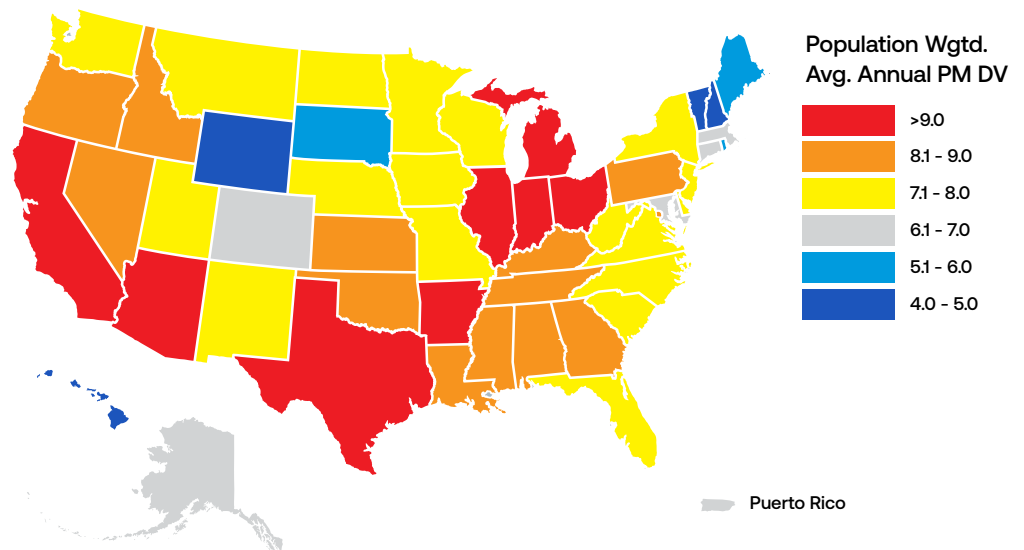 Population Wgtd.
Avg. Annual PM DV
>9.0
8.1 - 9.0
7.1 - 8.0
6.1 - 7.0
5.1 - 6.0
4.0 - 5.0
Puerto Rico